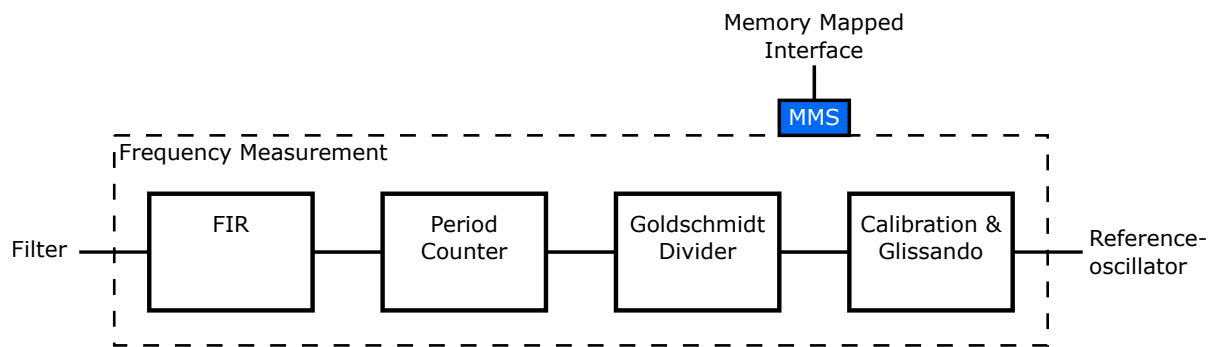 Memory Mapped
Interface
MMS
Frequency Measurement
Filter
FIR
Period
Counter
Goldschmidt
Divider
Calibration &
Glissando
Reference-
oscillator